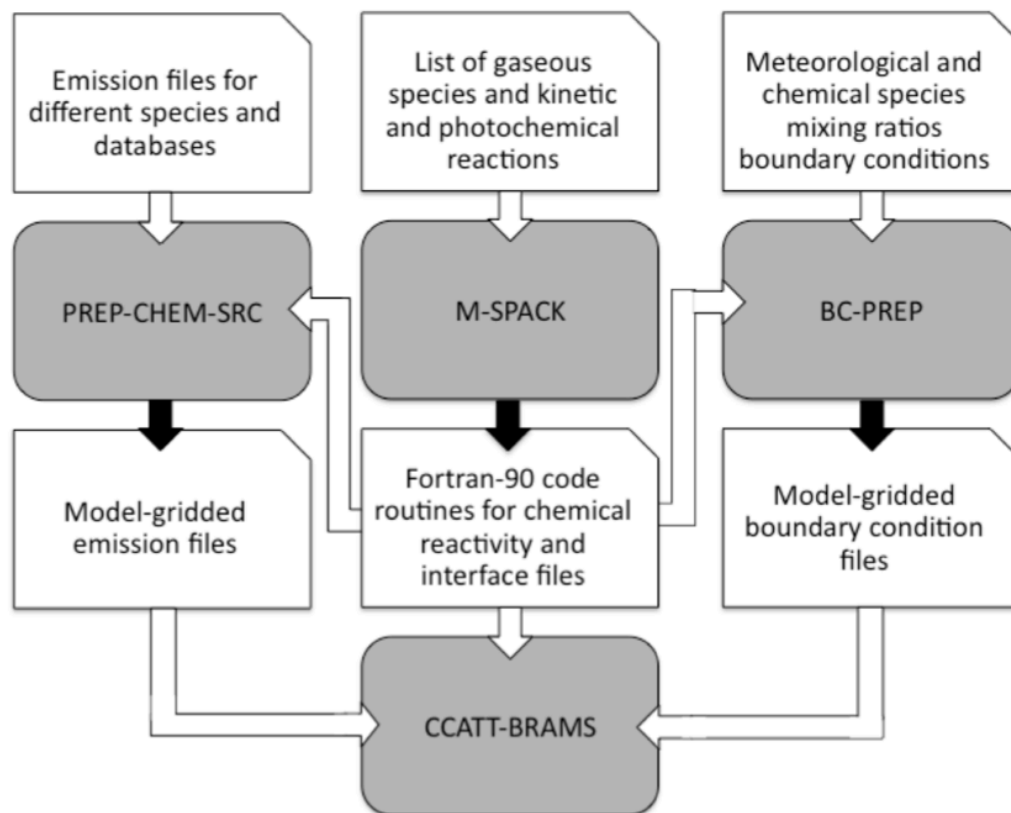 Emission files for
different species and
databases
List of gaseous
species and kinetic
and photochemical
reactions
Meteorological and
chemical species
mixing ratios
boundary conditions
PREP-CHEM-SRC
M-SPACK
BC-PREP
Model-gridded
emission files
Fortran-90 code
routines for chemical
reactivity and
interface files
Model-gridded
boundary condition
files
CCATT-BRAMS